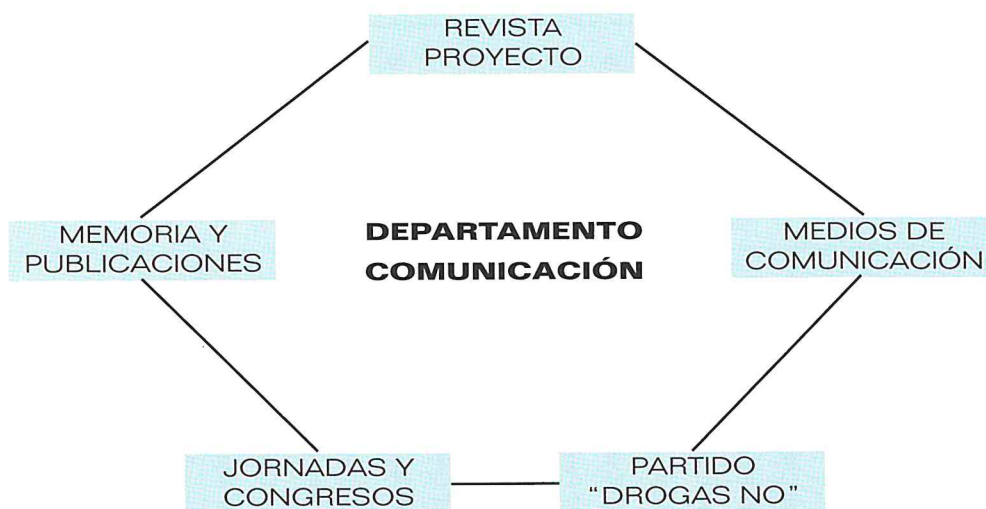 REVISTA
PROYECTO
MEMORIA Y
PUBLICACIONES
DEPARTAMENTO
COMUNICACIÓN
MEDIOS DE
COMUNICACIÓN
JORNADAS Y
CONGRESOS
PARTIDO
“DROGAS NO”